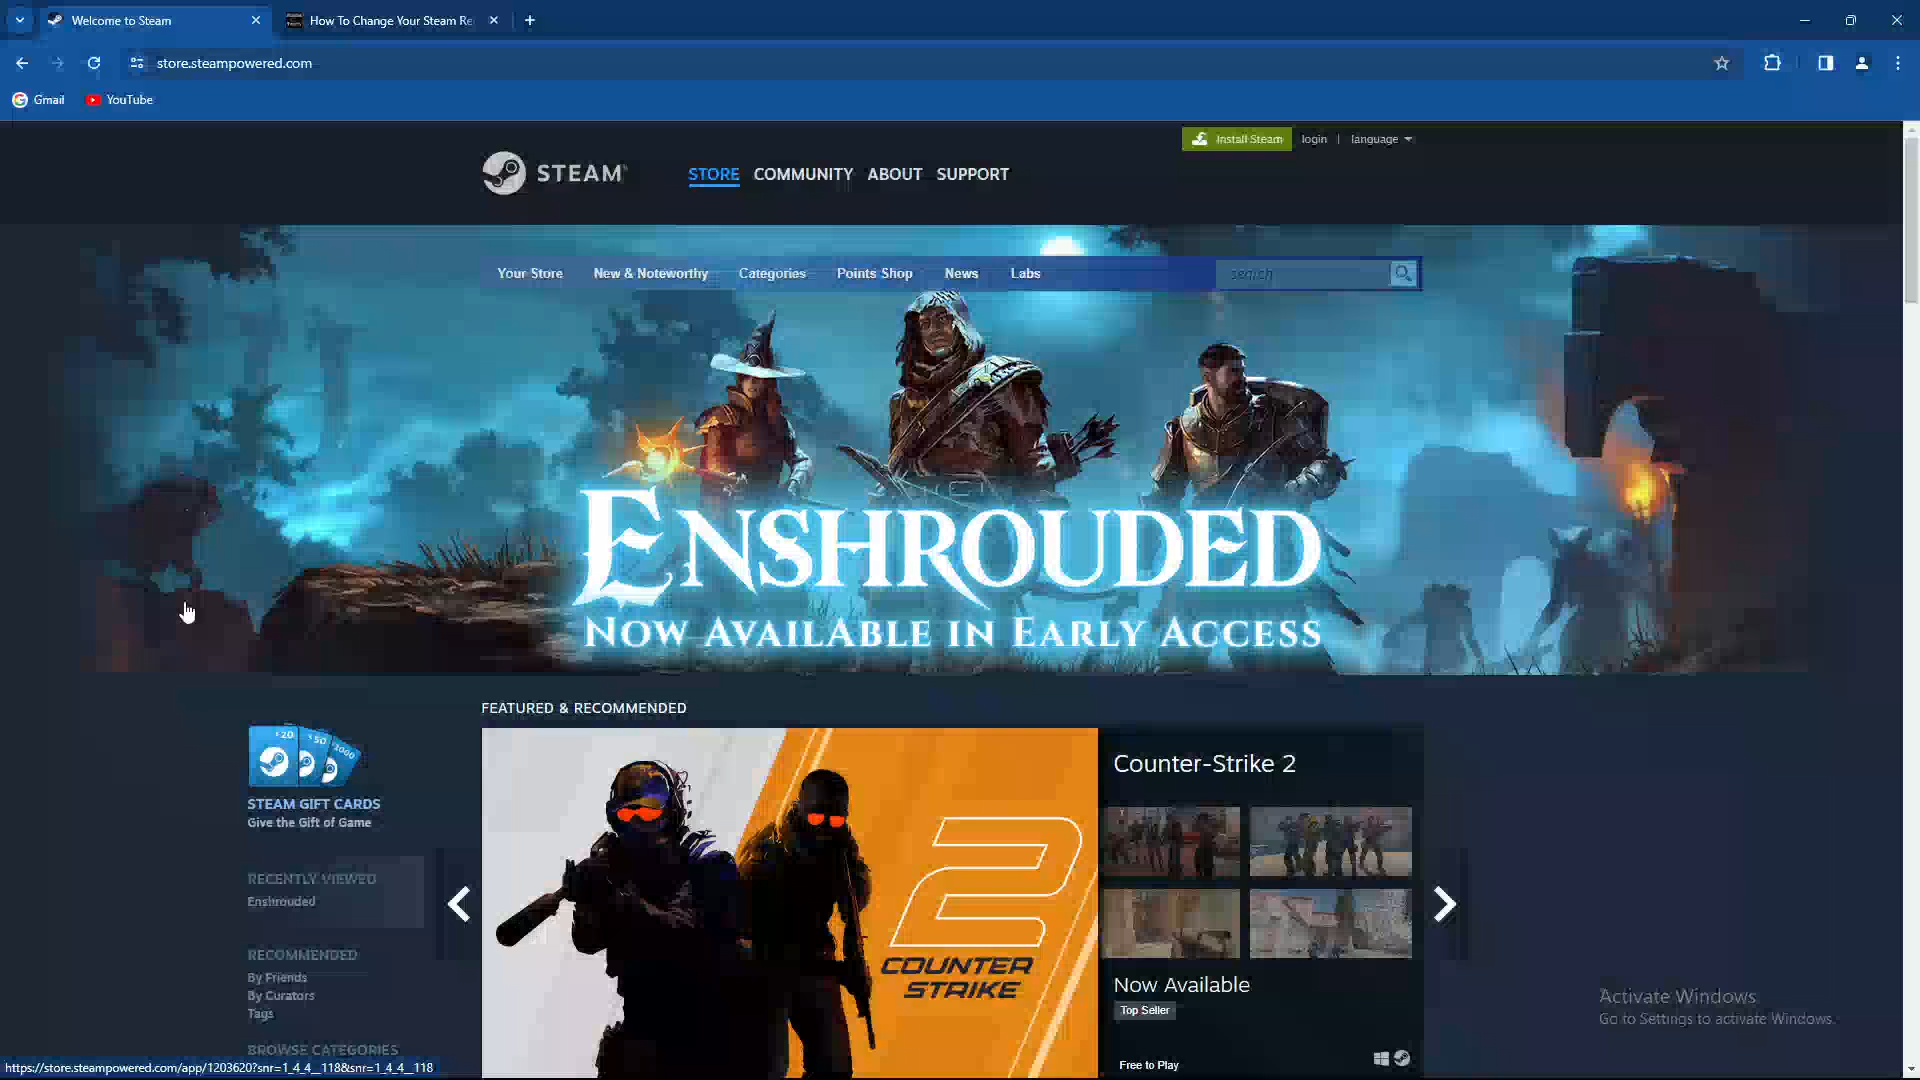 Welcome to Steam
How To Change Your Steam Re
store.steampowered.com
Gmail
YouTube
Install Steam
login
|
language
STEAM
STORE
COMMUNITY
ABOUT
SUPPORT
Your Store
New & Noteworthy
Categories
Points Shop
News
Labs
search
ENSHROUDED
NOW AVAILABLE IN EARLY ACCESS
FEATURED & RECOMMENDED
$20
$50
STEAM GIFT CARDS
Give the Gift of Game
RECENTLY VIEWED
Enshrouded
RECOMMENDED
By Friends
By Curators
Tags
BROWSE CATEGORIES
2
COUNTER
STRIKE
Counter-Strike 2
Now Available
Top Seller
Free to Play
Activate Windows
Go to Settings to activate Windows.
https://store.steampowered.com/app/1203620?snr=1_4_4__118&snr=1_4_4__118